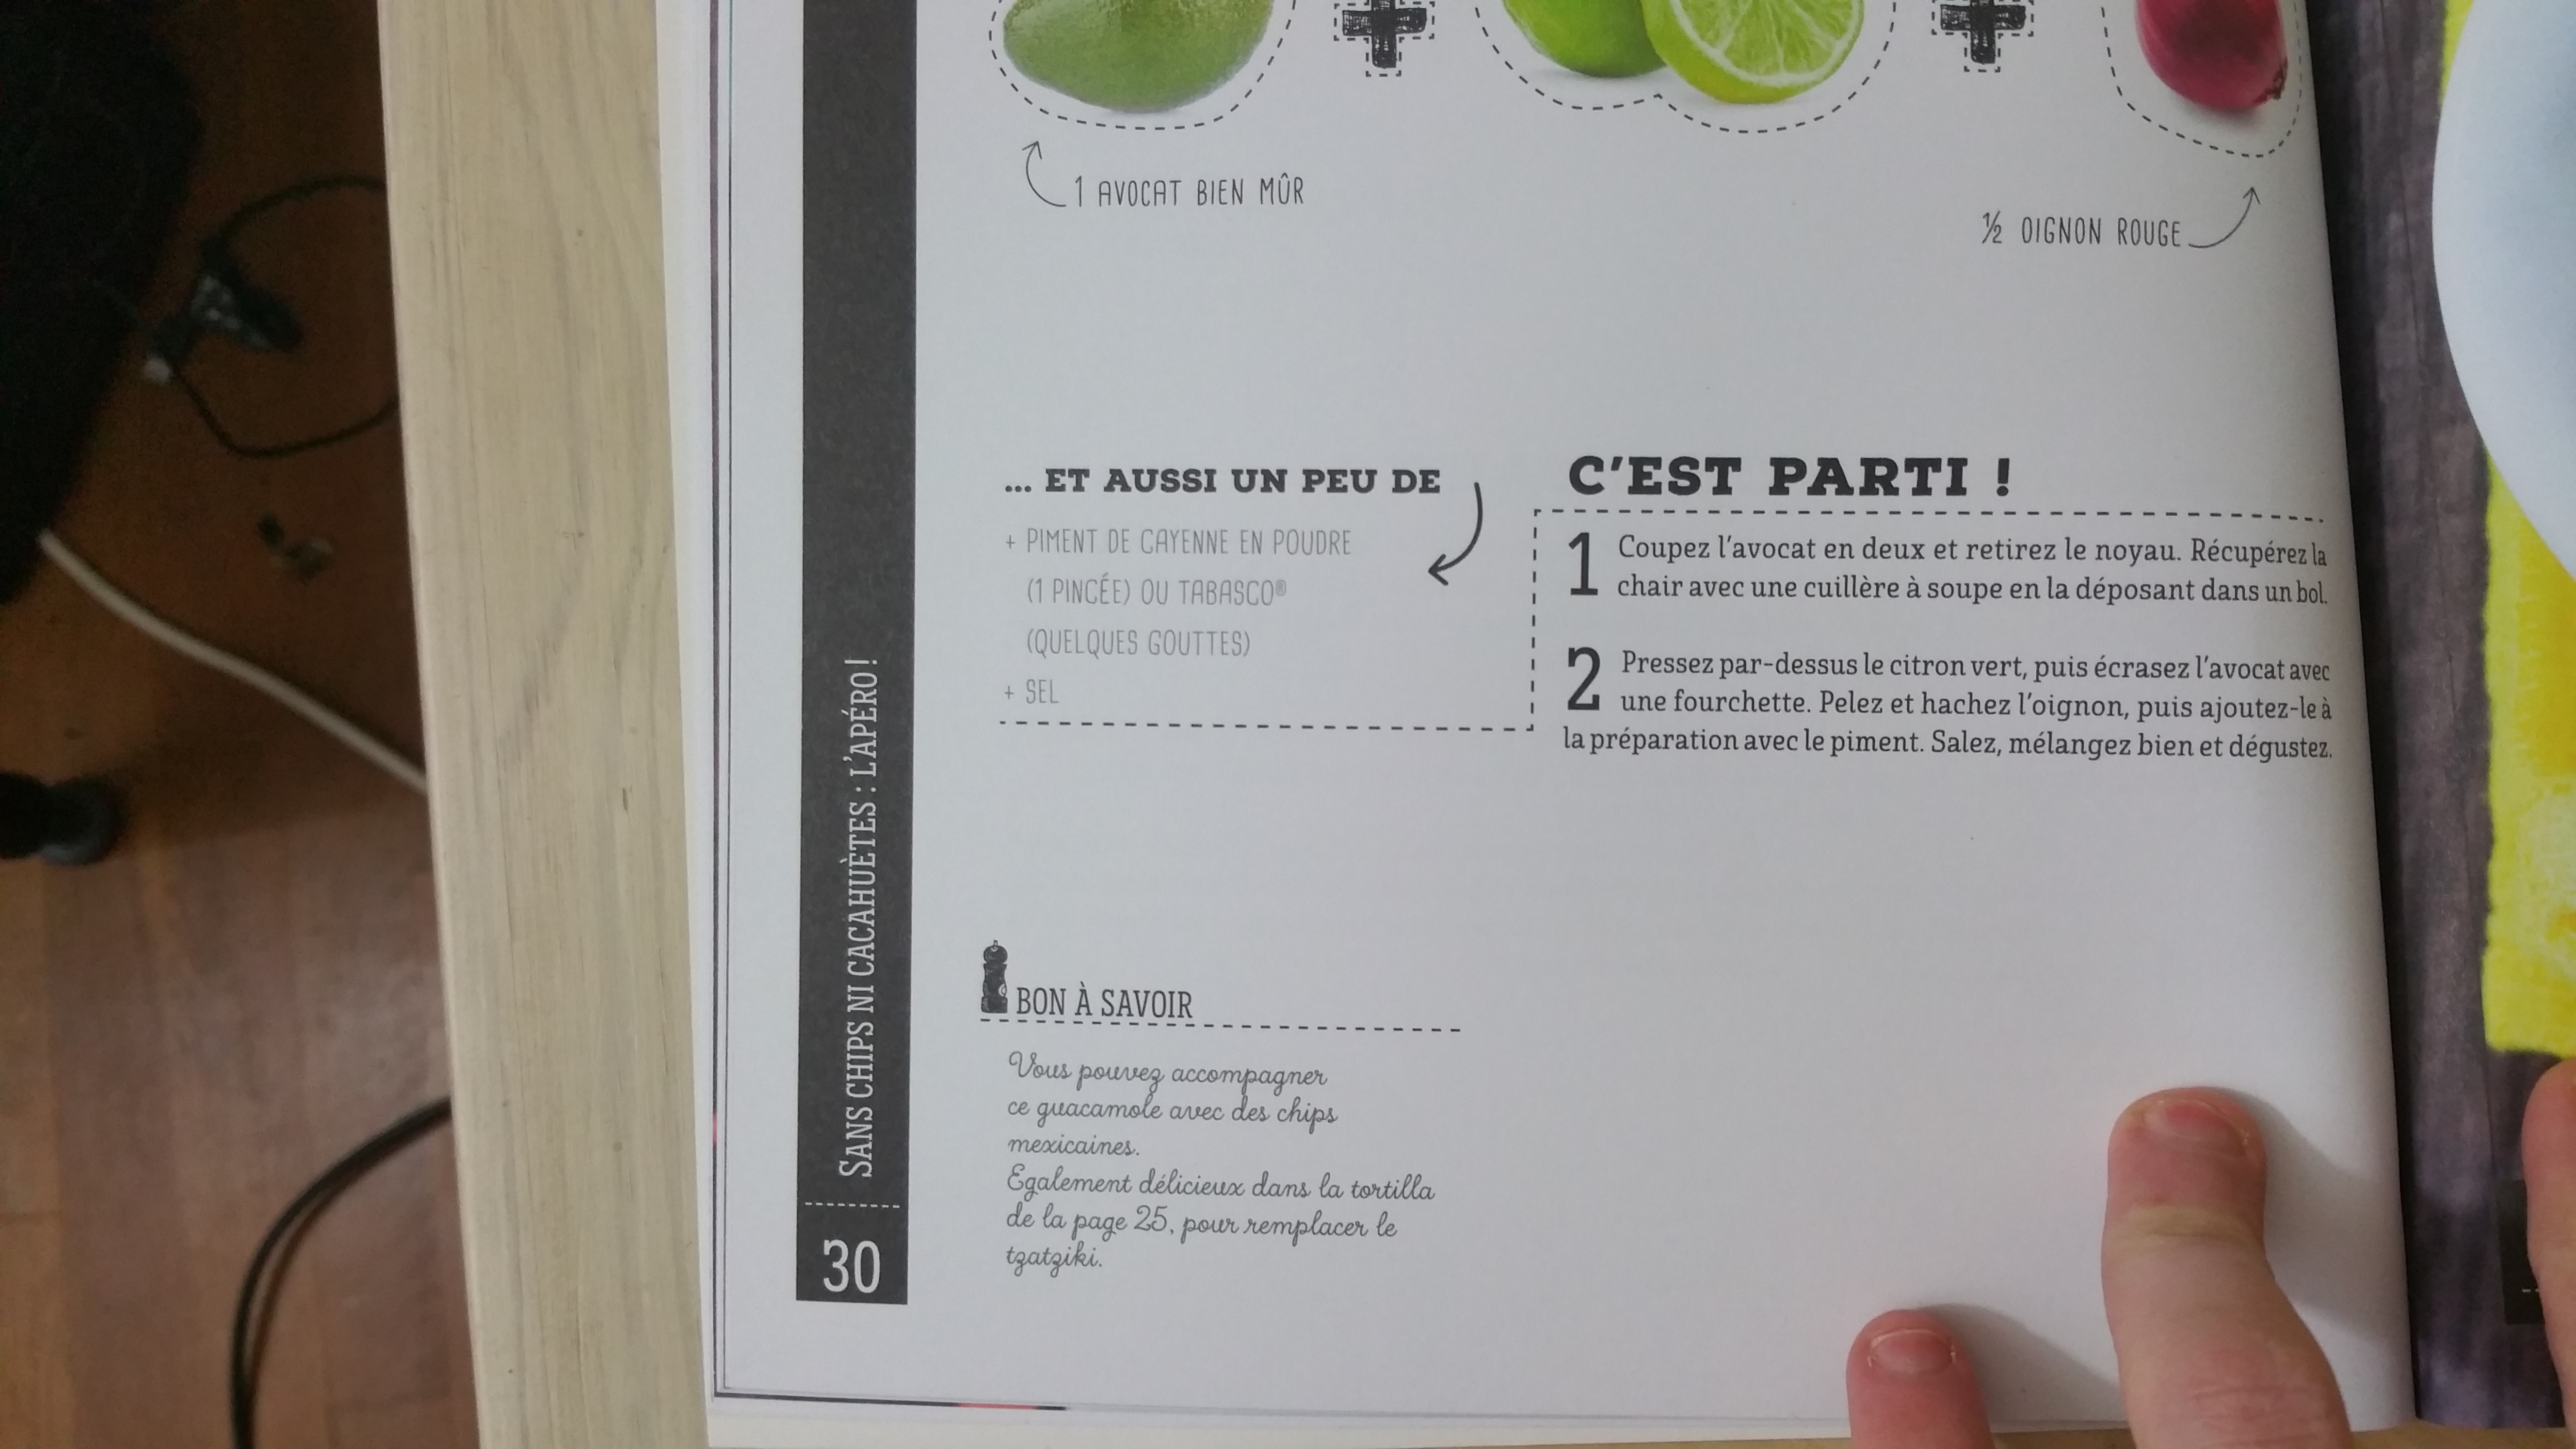 1 AVOCAT BIEN MÛR
½ OIGNON ROUGE
... ET AUSSI UN PEU DE
+ PIMENT DE CAYENNE EN POUDRE
(1 PINCÉE) OU TABASCO®
(QUELQUES GOUTTES)
+ SEL
C'EST PARTI !
1
Coupez l'avocat en deux et retirez le noyau. Récupérez la
chair avec une cuillère à soupe en la déposant dans un bol.
2
Pressez par-dessus le citron vert, puis écrasez l'avocat avec
une fourchette. Pelez et hachez l'oignon, puis ajoutez-le à
la préparation avec le piment. Salez, mélangez bien et dégustez.
BON À SAVOIR
Vous pouvez accompagner
ce guacamole avec des chips
mexicaines.
Également délicieux dans la tortilla
de la page 25, pour remplacer le
tzatziki.
SANS CHIPS NI CACAHUÈTES : L'APÉRO !
30